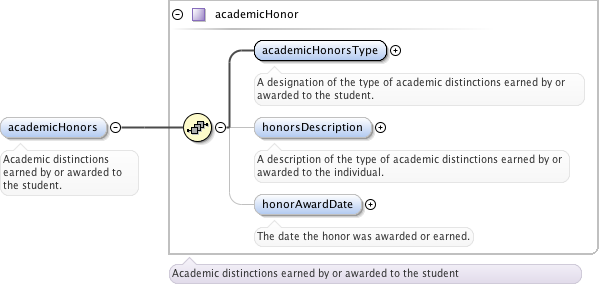 academicHonor
academicHonorsType
A designation of the type of academic distinctions earned by or
awarded to the student.
academicHonors
Academic distinctions
earned by or awarded to
the student.
honorsDescription
A description of the type of academic distinctions earned by or
awarded to the individual.
honorAwardDate
The date the honor was awarded or earned.
Academic distinctions earned by or awarded to the student